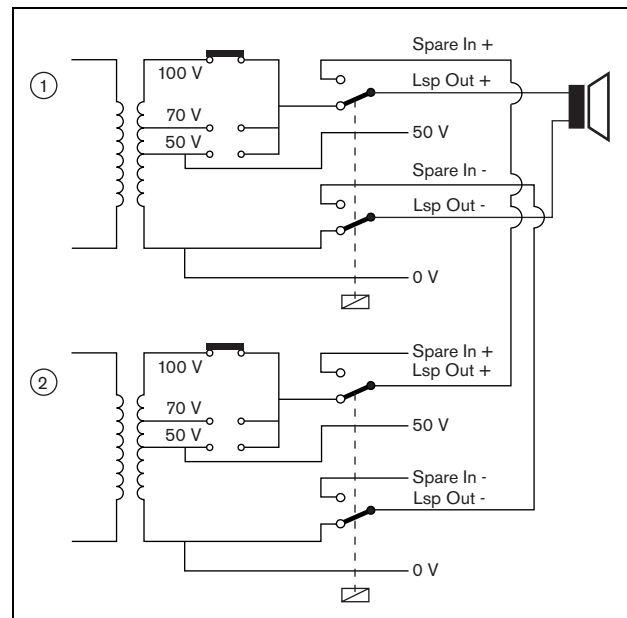 Spare In +
1
100 V
Lsp Out +
70 V
50 V
50 V
Spare In -
Lsp Out -
0 V
2
Spare In +
100 V
Lsp Out +
70 V
50 V
50 V
Spare In -
Lsp Out -
0 V